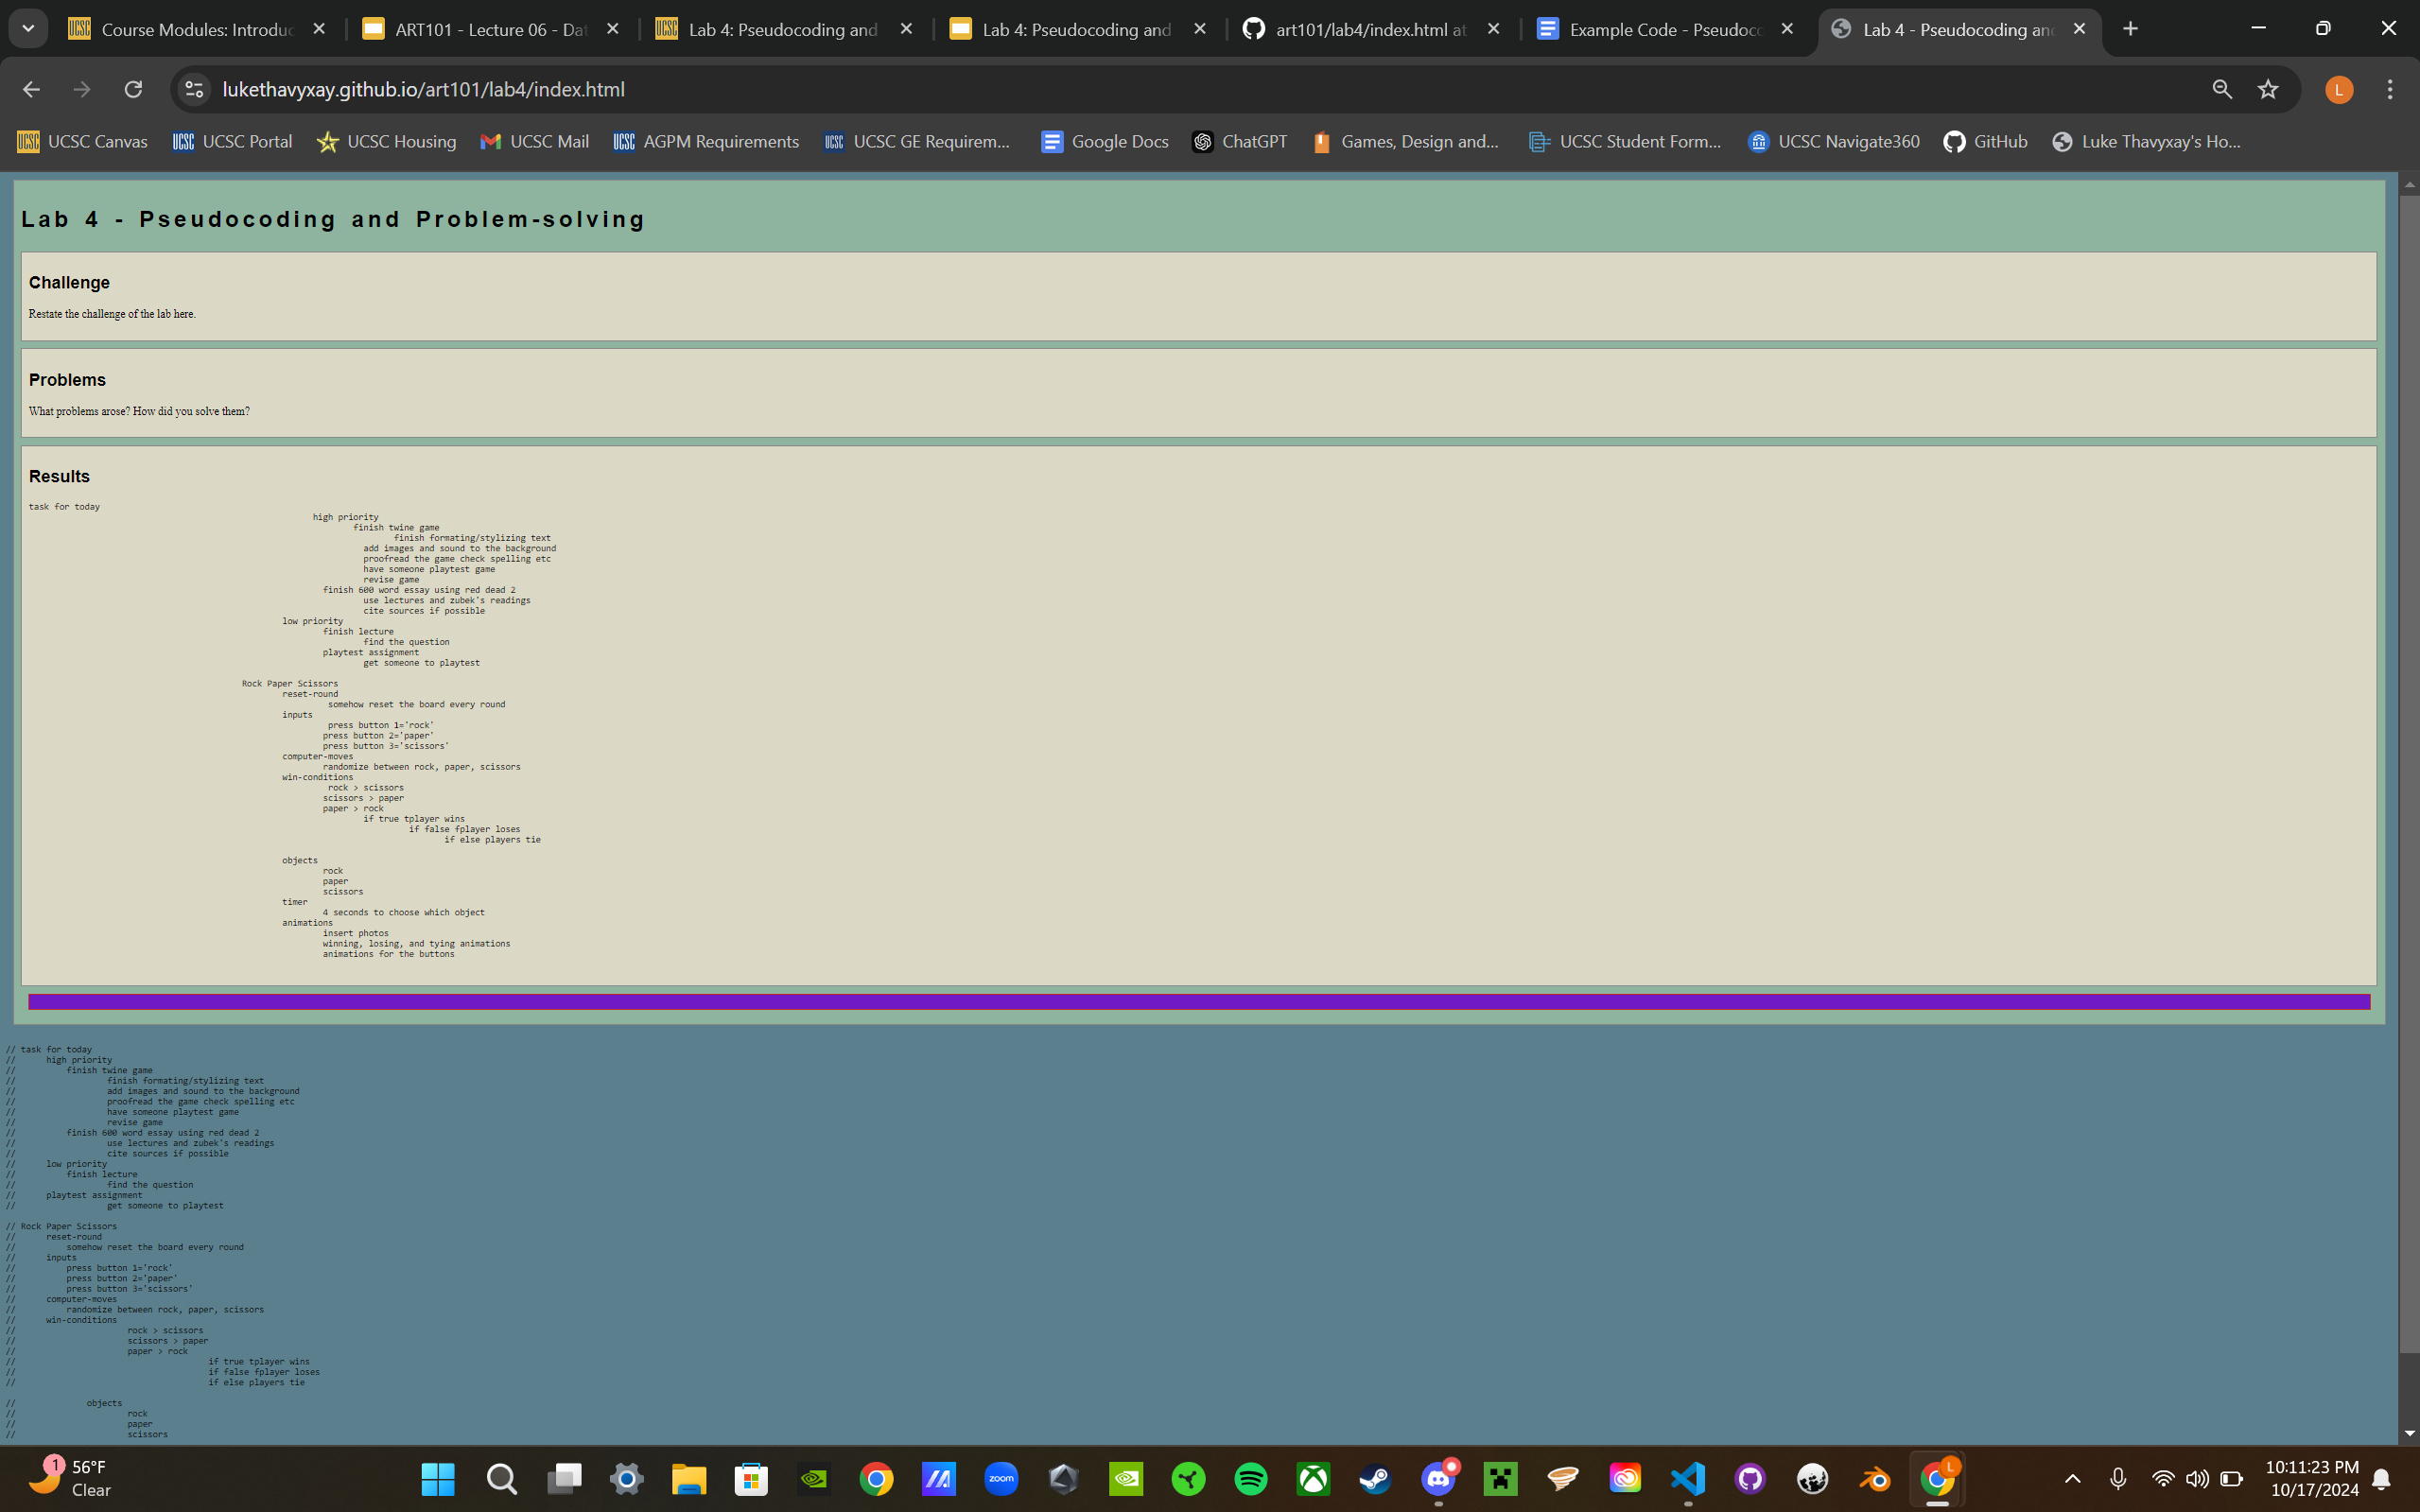 Course Modules: Introduc
ART101 - Lecture 06 - Dat
Lab 4: Pseudocoding and
Lab 4: Pseudocoding and
art101/lab4/index.html at
Example Code - Pseudoco
Lab 4 - Pseudocoding and
lukethavyxay.github.io/art101/lab4/index.html
L
UCSC Canvas
UCSC Portal
UCSC Housing
UCSC Mail
AGPM Requirements
UCSC GE Requirem...
Google Docs
ChatGPT
Games, Design and...
UCSC Student Form...
UCSC Navigate360
GitHub
Luke Thavyxay's Ho...
Lab 4 - Pseudocoding and Problem-solving
Challenge
Restate the challenge of the lab here.
Problems
What problems arose? How did you solve them?
Results
task for today
high priority
finish twine game
finish formating/stylizing text
add images and sound to the background
proofread the game check spelling etc
have someone playtest game
revise game
finish 600 word essay using red dead 2
use lectures and zubek's readings
cite sources if possible
low priority
finish lecture
find the question
playtest assignment
get someone to playtest
Rock Paper Scissors
reset-round
somehow reset the board every round
inputs
press button 1='rock'
press button 2='paper'
press button 3='scissors'
computer-moves
randomize between rock, paper, scissors
win-conditions
rock > scissors
scissors > paper
paper > rock
if true tplayer wins
if false fplayer loses
if else players tie
objects
rock
paper
scissors
timer
4 seconds to choose which object
animations
insert photos
winning, losing, and tying animations
animations for the buttons
// task for today
// high priority
// finish twine game
// finish formating/stylizing text
// add images and sound to the background
// proofread the game check spelling etc
// have someone playtest game
// revise game
// finish 600 word essay using red dead 2
// use lectures and zubek's readings
// cite sources if possible
// low priority
// finish lecture
// find the question
// playtest assignment
// get someone to playtest
// Rock Paper Scissors
// reset-round
// somehow reset the board every round
// inputs
// press button 1='rock'
// press button 2='paper'
// press button 3='scissors'
// computer-moves
// randomize between rock, paper, scissors
// win-conditions
// rock > scissors
// scissors > paper
// paper > rock
// if true tplayer wins
// if false fplayer loses
// if else players tie
// objects
// rock
// paper
// scissors
1
56°F
Clear
zoom
L
10:11:23 PM
10/17/2024